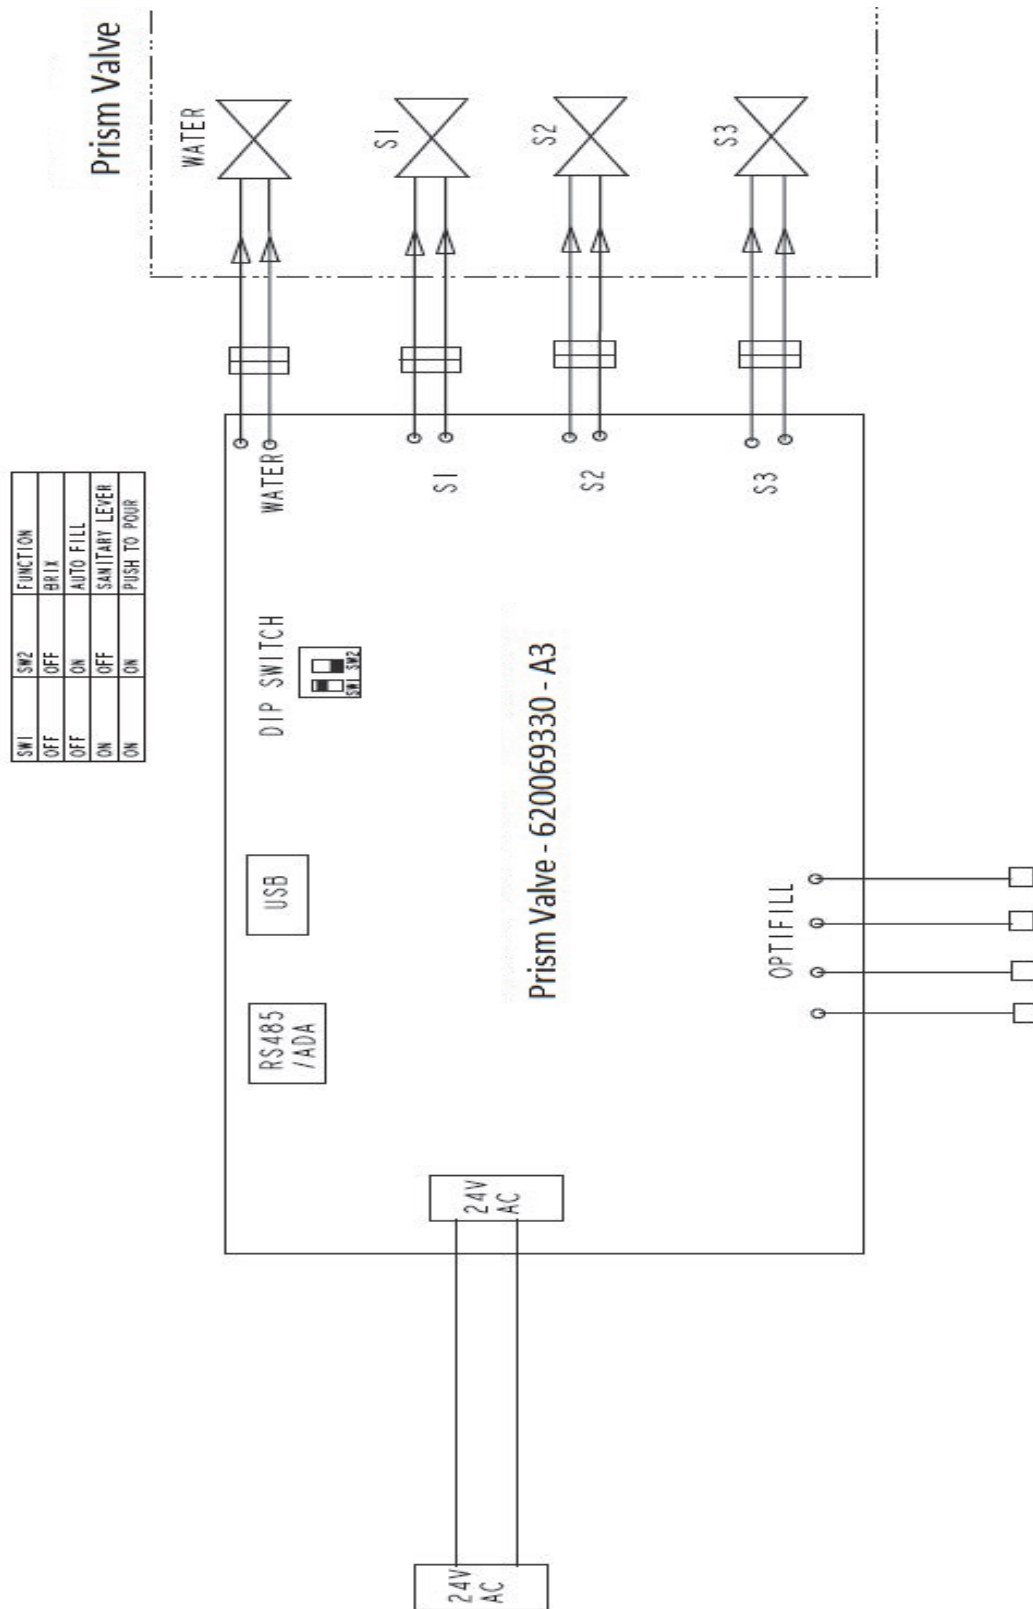 SW1 SW2 FUNCTION
OFF OFF BRIX
OFF ON AUTO FILL
ON OFF SANITARY LEVER
ON ON PUSH TO POUR
Prism Valve
WATER
S1
S2
S3
WATER
S1
S2
S3
DIP SWITCH
SW1 SW2
USB
RS485
/ADA
Prism Valve - 620069330 - A3
OPTIFILL
24V
AC
24V
AC